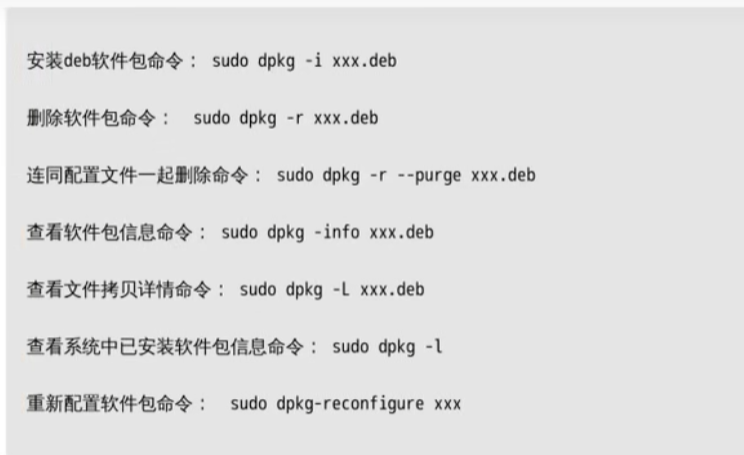 安装deb软件包命令： sudo dpkg -i xxx.deb
删除软件包命令： sudo dpkg -r xxx.deb
连同配置文件一起删除命令： sudo dpkg -r --purge xxx.deb
查看软件包信息命令： sudo dpkg -info xxx.deb
查看文件拷贝详情命令： sudo dpkg -L xxx.deb
查看系统中已安装软件包信息命令： sudo dpkg -l
重新配置软件包命令： sudo dpkg-reconfigure xxx